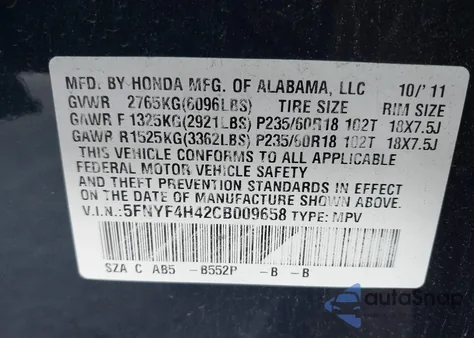 MFD. BY HONDA MFG. OF ALABAMA, LLC 10/'11
GVWR 2765KG(6096LBS) TIRE SIZE RIM SIZE
GAWR F 1325KG(2921LBS) P235/60R18 102T 18X7.5J
GAWR R1525KG(3362LBS) P235/60R18 102T 18X7.5J
THIS VEHICLE CONFORMS TO ALL APPLICABLE
FEDERAL MOTOR VEHICLE SAFETY
AND THEFT PREVENTION STANDARDS IN EFFECT
ON THE DATE OF MANUFACTURE SHOWN ABOVE.
V.I.N.:5FNYF4H42CB009658 TYPE: MPV
SZA C AB5 -B552P -B -B
autoSnap